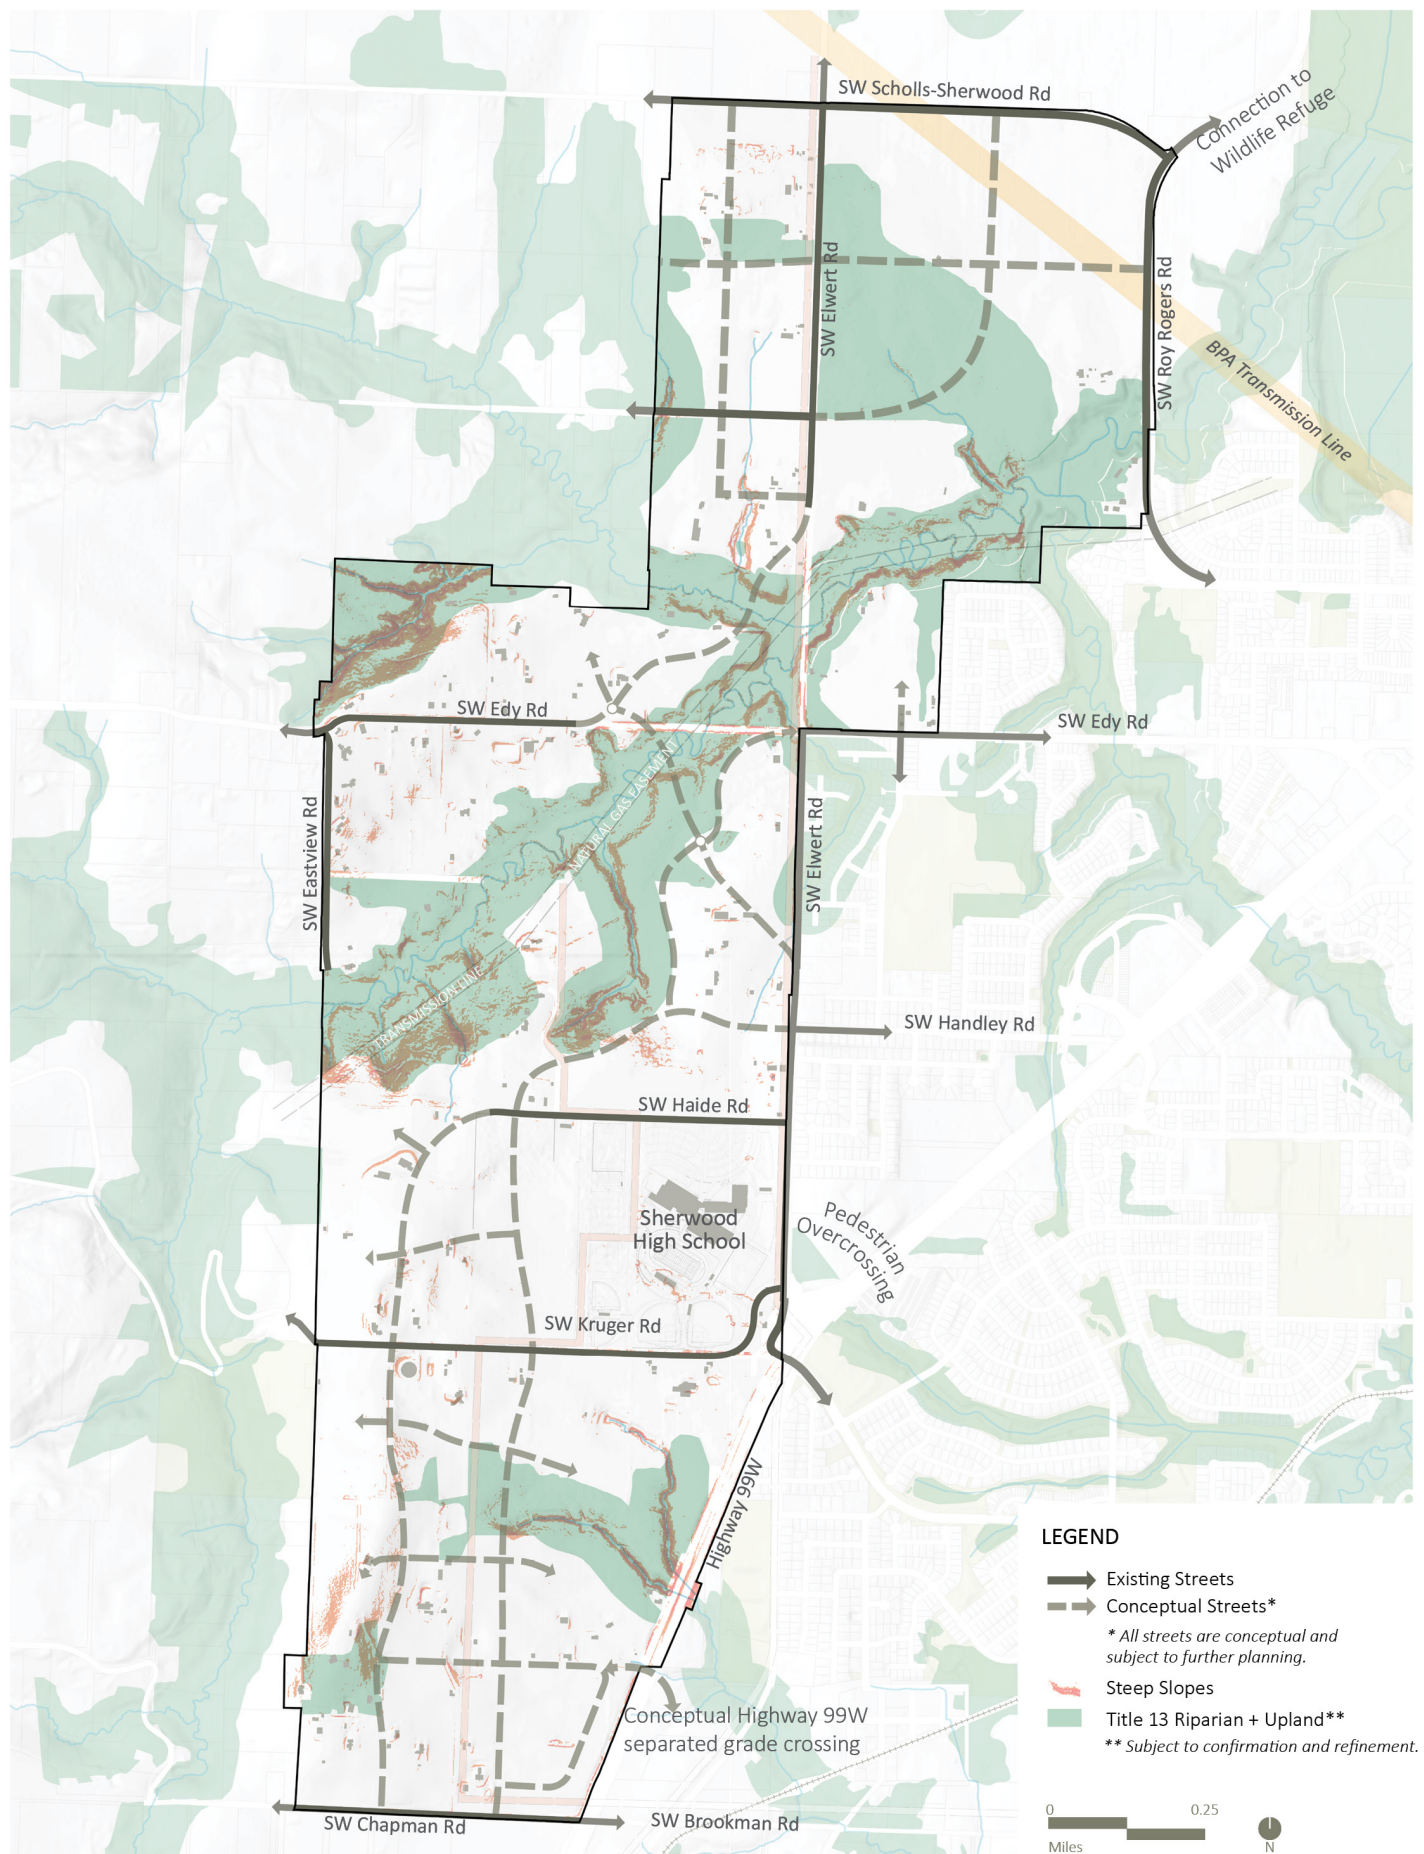 SW Scholls-Sherwood Rd
Connection to
Wildlife Refuge
SW Elwert Rd
SW Roy Rogers Rd
BPA Transmission Line
SW Edy Rd
SW Edy Rd
NATURAL GAS EASEMENT
SW Eastview Rd
SW Elwert Rd
TRANSMISSION LINE
SW Handley Rd
SW Haide Rd
Sherwood
High School
Pedestrian
Overcrossing
SW Kruger Rd
Highway 99W
Conceptual Highway 99W
separated grade crossing
SW Chapman Rd
SW Brookman Rd
LEGEND
Existing Streets
Conceptual Streets*
* All streets are conceptual and
subject to further planning.
Steep Slopes
Title 13 Riparian + Upland**
** Subject to confirmation and refinement.
0 0.25
Miles
N